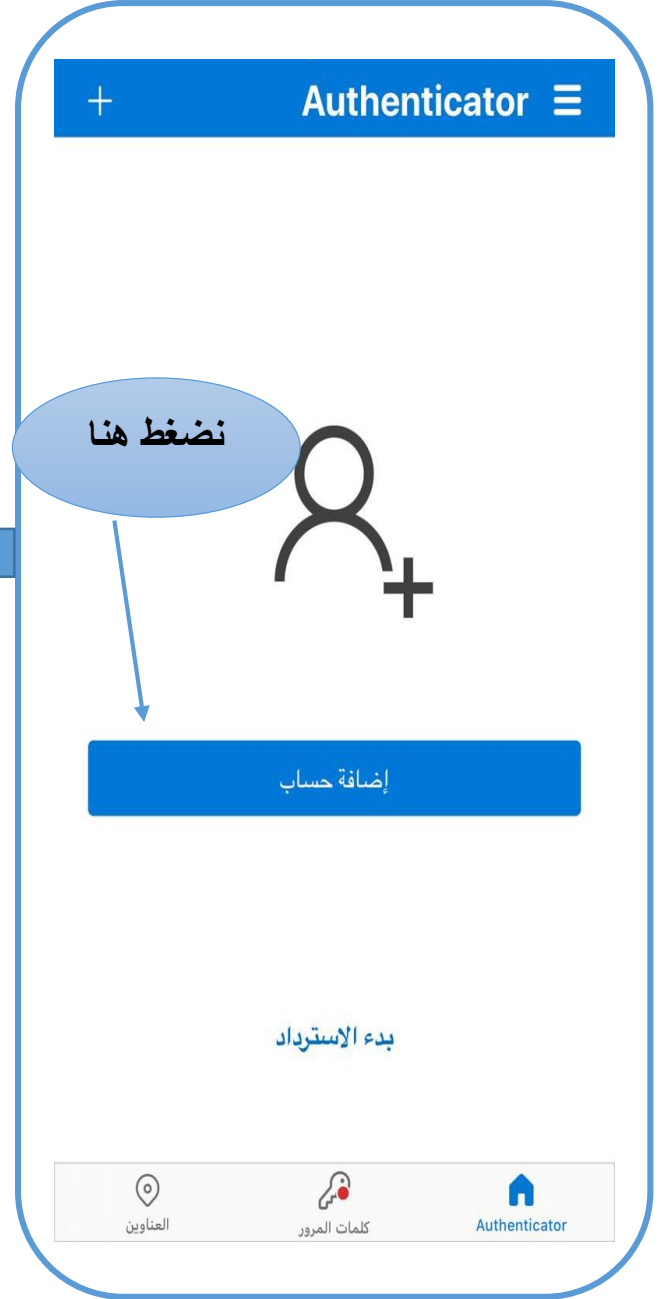 Authenticator
نضغط هنا
إضافة حساب
بدء الاسترداد
Authenticator
كلمات المرور
العناوين